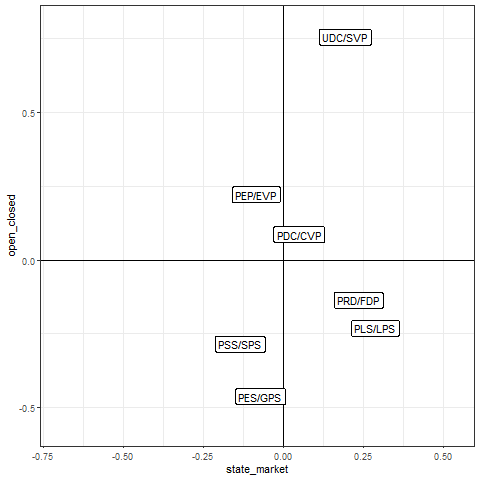 UDC/SVP
0.5
PEP/EVP
PDC/CVP
open_closed
0.0
PRD/FDP
PLS/LPS
PSS/SPS
PES/GPS
-0.5
-0.75 -0.50 -0.25 0.00 0.25 0.50
state_market